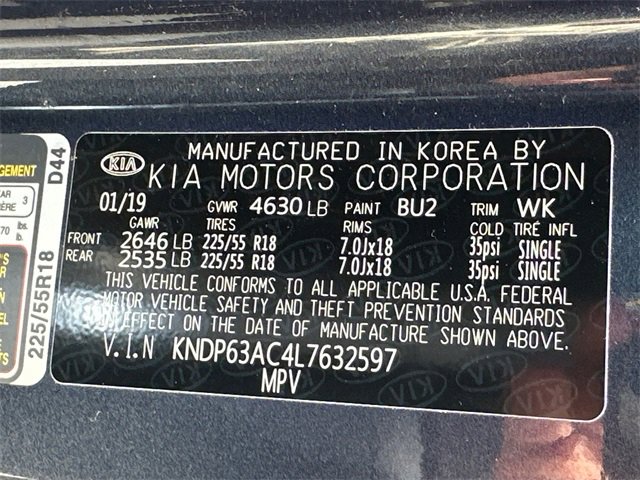 KIA
MANUFACTURED IN KOREA BY
KIA MOTORS CORPORATION
01/19 GVWR 4630 LB PAINT BU2 TRIM WK
GAWR TIRES RIMS COLD TIRE INFL
FRONT 2646 LB 225/55 R18 7.0Jx18 35psi SINGLE
REAR 2535 LB 225/55 R18 7.0Jx18 35psi SINGLE
THIS VEHICLE CONFORMS TO ALL APPLICABLE U.S.A. FEDERAL
MOTOR VEHICLE SAFETY AND THEFT PREVENTION STANDARDS
IN EFFECT ON THE DATE OF MANUFACTURE SHOWN ABOVE.
V.I.N KNDP63AC4L7632597
MPV
D44
225/55R18
3
lbs.